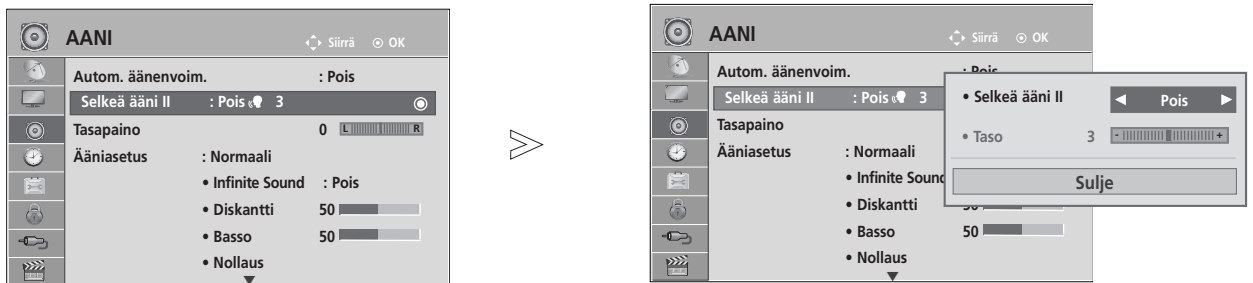 AANI Siirrä OK
Autom. äänenvoim. : Pois
Selkeä ääni II : Pois 3
Tasapaino 0 L R
Ääniasetus : Normaali
• Infinite Sound : Pois
• Diskantti 50
• Basso 50
• Nollaus
AANI Siirrä OK
Autom. äänenvoim. : Pois
Selkeä ääni II : Pois 3
Tasapaino
Ääniasetus : Normaali
• Infinite Sound
• Diskantti 50
• Basso 50
• Nollaus
• Selkeä ääni II ◄ Pois ►
• Taso 3 - +
Sulje